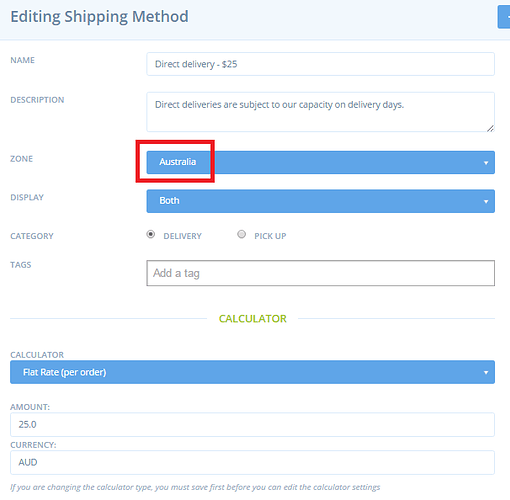 Editing Shipping Method
NAME
Direct delivery - $25
DESCRIPTION
Direct deliveries are subject to our capacity on delivery days.
ZONE
Australia
DISPLAY
Both
CATEGORY
DELIVERY
PICK UP
TAGS
Add a tag
CALCULATOR
CALCULATOR
Flat Rate (per order)
AMOUNT:
25.0
CURRENCY:
AUD
If you are changing the calculator type, you must save first before you can edit the calculator settings